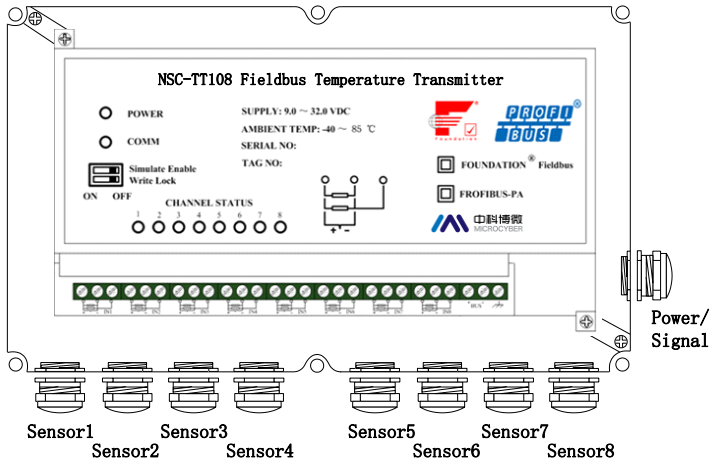 NSC-TT108 Fieldbus Temperature Transmitter
POWER
COMM
SUPPLY: 9.0 ~ 32.0 VDC
AMBIENT TEMP: -40 ~ 85 ℃
SERIAL NO:
TAG NO:
Foundation
PROFI®
BUS
Simulate Enable
Write Lock
ON OFF
FOUNDATION® Fieldbus
FROFIBUS-PA
CHANNEL STATUS
1 2 3 4 5 6 7 8
+ -
中科博微
MICROCYBER
BUS
Power/
Signal
Sensor1
Sensor2
Sensor3
Sensor4
Sensor5
Sensor6
Sensor7
Sensor8